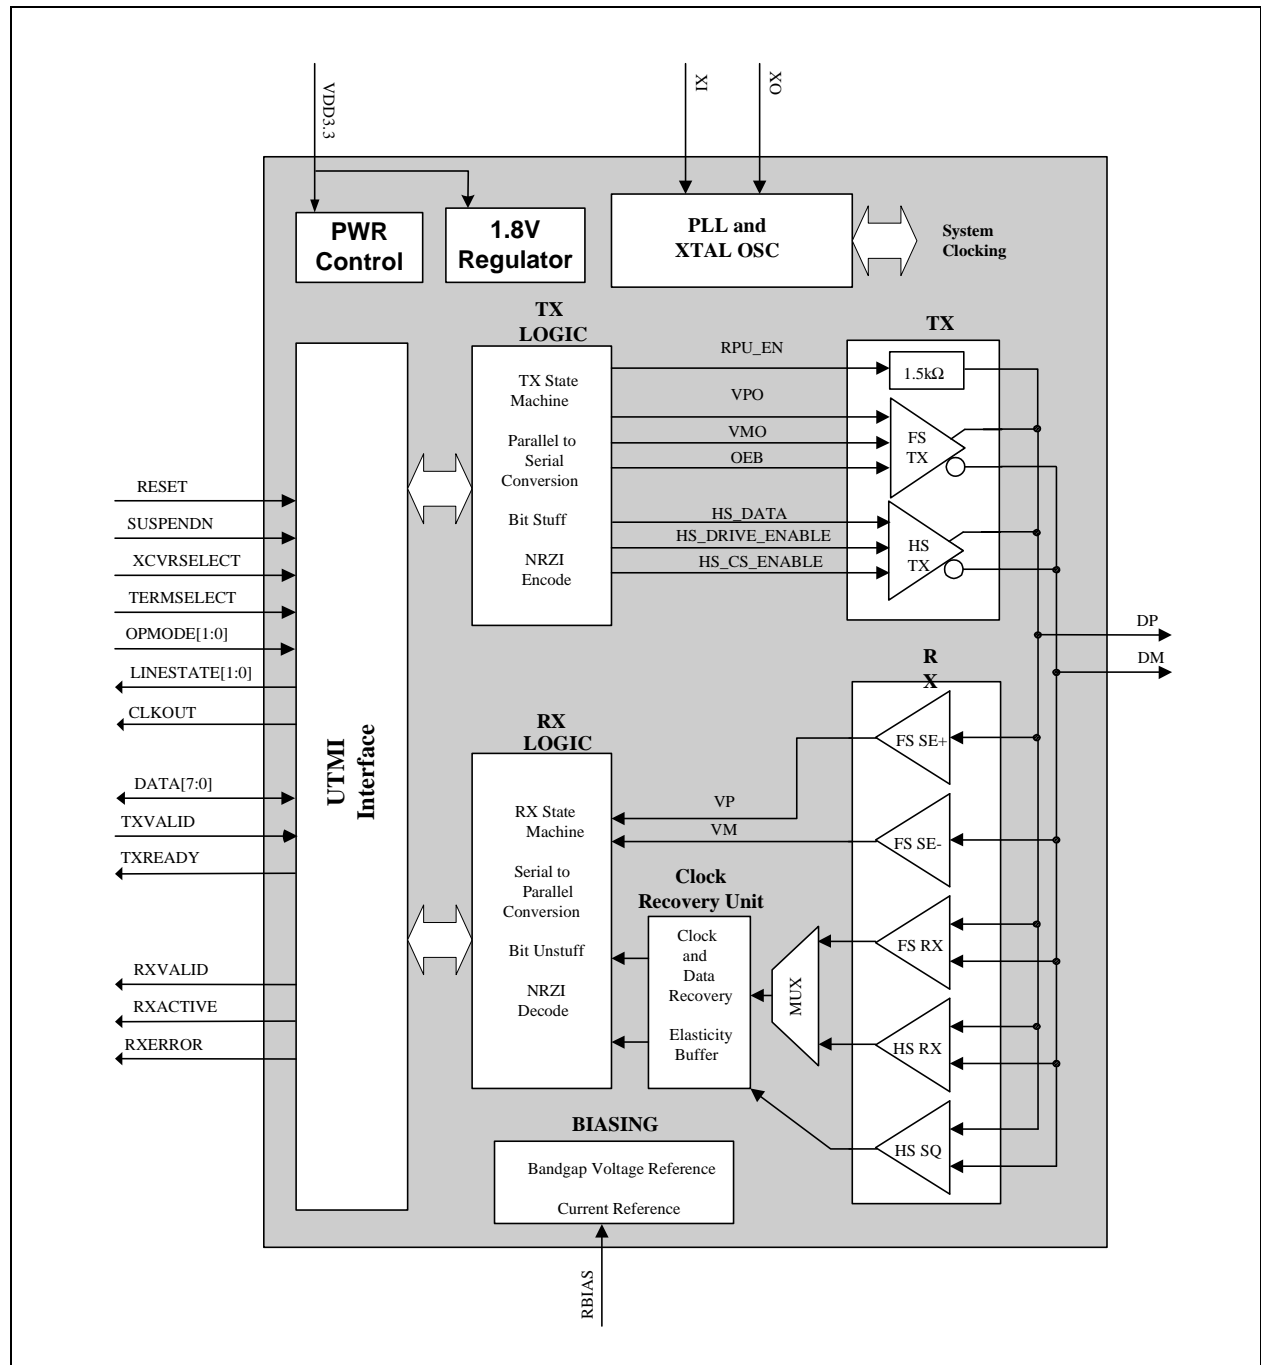 VDD3.3
XI
XO
PWR
Control
1.8V
Regulator
PLL and
XTAL OSC
System
Clocking
TX
LOGIC
TX State
Machine
Parallel to
Serial
Conversion
Bit Stuff
NRZI
Encode
RPU_EN
VPO
VMO
OEB
HS_DATA
HS_DRIVE_ENABLE
HS_CS_ENABLE
TX
1.5kΩ
FS
TX
HS
TX
RESET
SUSPENDN
XCVRSELECT
TERMSELECT
OPMODE[1:0]
LINESTATE[1:0]
CLKOUT
DATA[7:0]
TXVALID
TXREADY
RXVALID
RXACTIVE
RXERROR
UTMI
Interface
DP
DM
RX
LOGIC
RX State
Machine
Serial to
Parallel
Conversion
Bit Unstuff
NRZI
Decode
VP
VM
Clock
Recovery Unit
Clock
and
Data
Recovery
Elasticity
Buffer
MUX
R
X
FS SE+
FS SE-
FS RX
HS RX
HS SQ
BIASING
Bandgap Voltage Reference
Current Reference
RBIAS